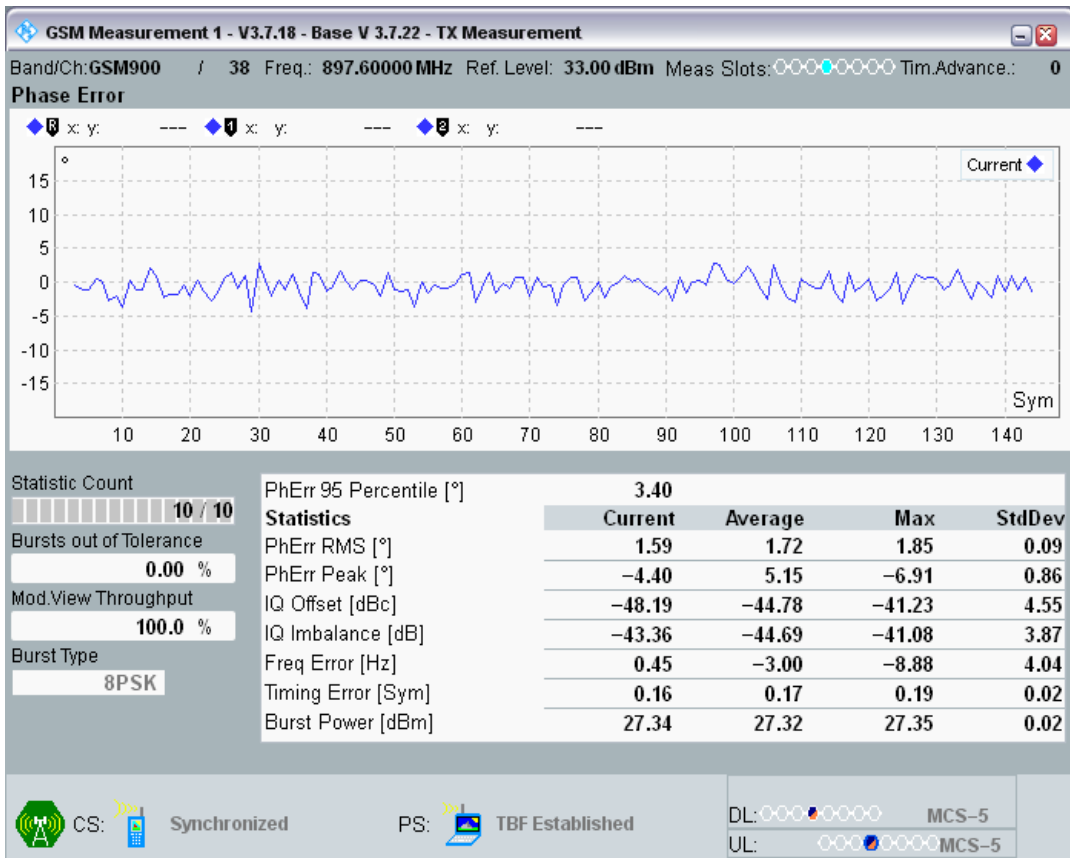 GSM Measurement 1 - V3.7.18 - Base V 3.7.22 - TX Measurement
Band/Ch:GSM900 / 38 Freq.: 897.60000 MHz Ref. Level: 33.00 dBm Meas Slots: Tim.Advance.: 0
Phase Error
R x: y: --- 1 x: y: --- 2 x: y: ---
° Current
15
10
5
0
-5
-10
-15
Sym
10 20 30 40 50 60 70 80 90 100 110 120 130 140
Statistic Count
10 / 10
Bursts out of Tolerance
0.00 %
Mod.View Throughput
100.0 %
Burst Type
8PSK
PhErr 95 Percentile [°] 3.40
Statistics Current Average Max StdDev
PhErr RMS [°] 1.59 1.72 1.85 0.09
PhErr Peak [°] −4.40 5.15 −6.91 0.86
IQ Offset [dBc] −48.19 −44.78 −41.23 4.55
IQ Imbalance [dB] −43.36 −44.69 −41.08 3.87
Freq Error [Hz] 0.45 −3.00 −8.88 4.04
Timing Error [Sym] 0.16 0.17 0.19 0.02
Burst Power [dBm] 27.34 27.32 27.35 0.02
CS: Synchronized PS: TBF Established
DL: MCS−5
UL: MCS−5